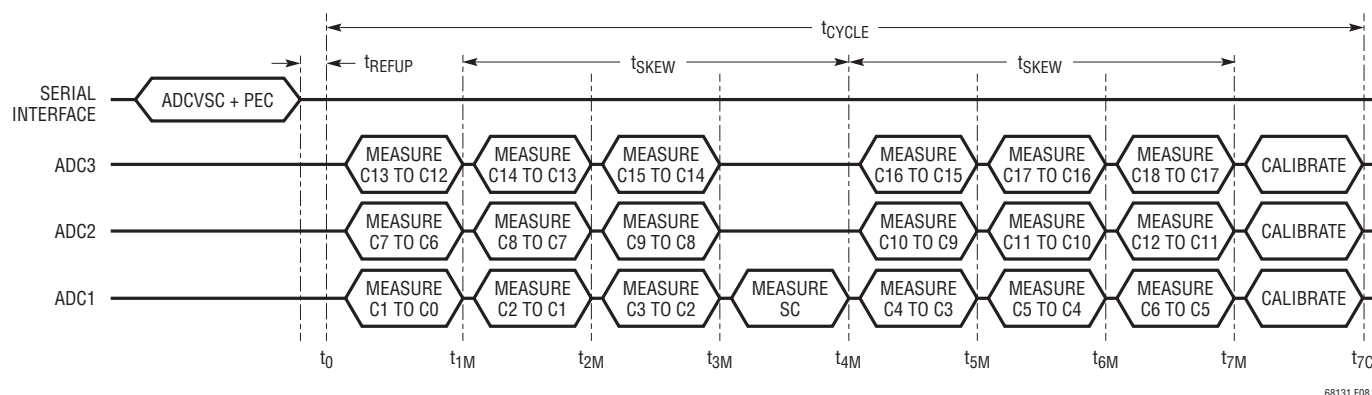 tCYCLE
tREFUP
tSKEW
tSKEW
SERIAL
INTERFACE
ADCVSC + PEC
ADC3
MEASURE
C13 TO C12
MEASURE
C14 TO C13
MEASURE
C15 TO C14
MEASURE
C16 TO C15
MEASURE
C17 TO C16
MEASURE
C18 TO C17
CALIBRATE
ADC2
MEASURE
C7 TO C6
MEASURE
C8 TO C7
MEASURE
C9 TO C8
MEASURE
C10 TO C9
MEASURE
C11 TO C10
MEASURE
C12 TO C11
CALIBRATE
ADC1
MEASURE
C1 TO C0
MEASURE
C2 TO C1
MEASURE
C3 TO C2
MEASURE
SC
MEASURE
C4 TO C3
MEASURE
C5 TO C4
MEASURE
C6 TO C5
CALIBRATE
t0
t1M
t2M
t3M
t4M
t5M
t6M
t7M
t7C
68131 F08